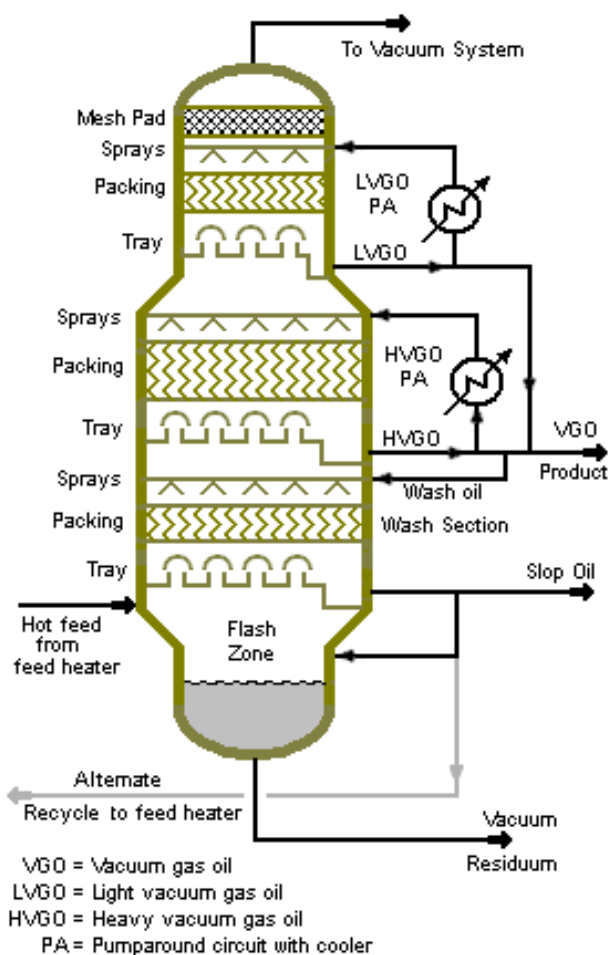 To Vacuum System
Mesh Pad
Sprays
Packing
LVGO
PA
Tray
LVGO
Sprays
Packing
HVGO
PA
Tray
HVGO
VGO
Product
Sprays
Wash oil
Packing
Wash Section
Tray
Slop Oil
Hot feed
from
feed heater
Flash
Zone
Alternate
Recycle to feed heater
Vacuum
Residuum
VGO = Vacuum gas oil
LVGO = Light vacuum gas oil
HVGO = Heavy vacuum gas oil
PA = Pumparound circuit with cooler